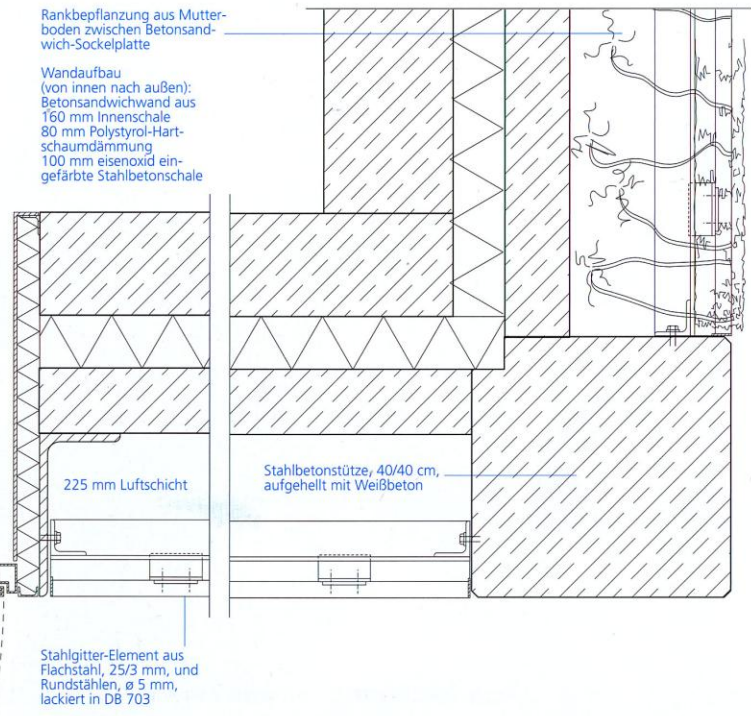 Rankbepflanzung aus Mutter-
boden zwischen Betonsand-
wich-Sockelplatte
Wandaufbau
(von innen nach außen):
Betonsandwichwand aus
160 mm Innenschale
80 mm Polystyrol-Hart-
schaumdämmung
100 mm eisenoxid ein-
gefärbte Stahlbetonschale
225 mm Luftschicht
Stahlbetonstütze, 40/40 cm,
aufgehellt mit Weißbeton
Stahlgitter-Element aus
Flachstahl, 25/3 mm, und
Rundstählen, ø 5 mm,
lackiert in DB 703